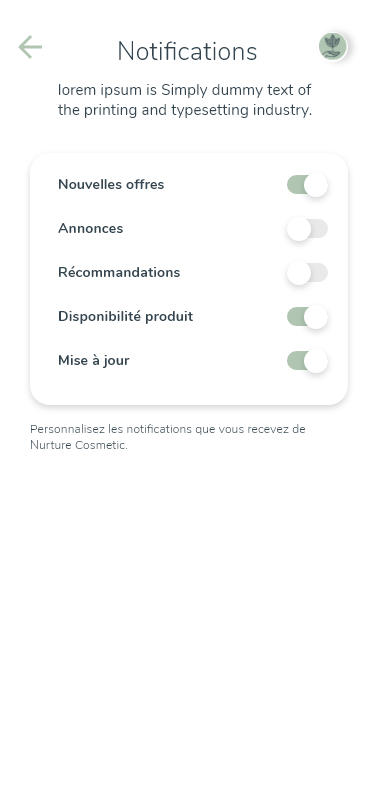 Notifications
lorem ipsum is Simply dummy text of
the printing and typesetting industry.
Nouvelles offres
Annonces
Récommandations
Disponibilité produit
Mise à jour
Personnalisez les notifications que vous recevez de
Nurture Cosmetic.